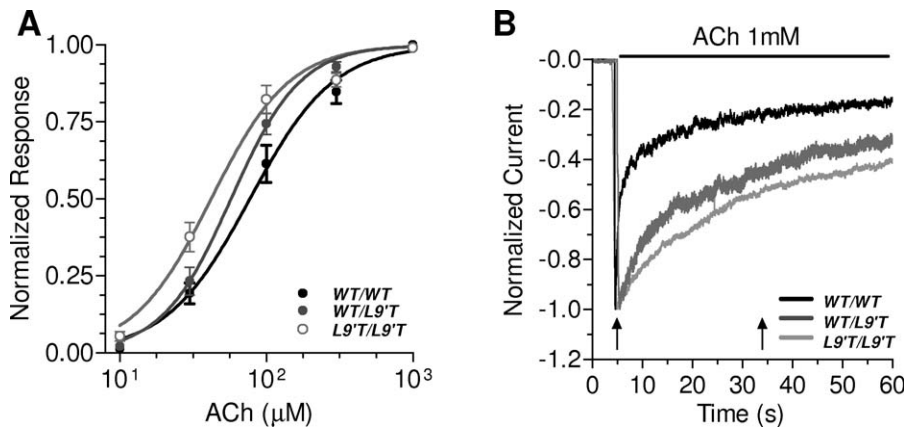 A
Normalized Response
1.00
0.75
0.50
0.25
0.00
10¹
10²
10³
ACh (μM)
WT/WT
WT/L9'T
L9'T/L9'T
B
ACh 1mM
Normalized Current
-0.0
-0.2
-0.4
-0.6
-0.8
-1.0
-1.2
0 10 20 30 40 50 60
Time (s)
WT/WT
WT/L9'T
L9'T/L9'T